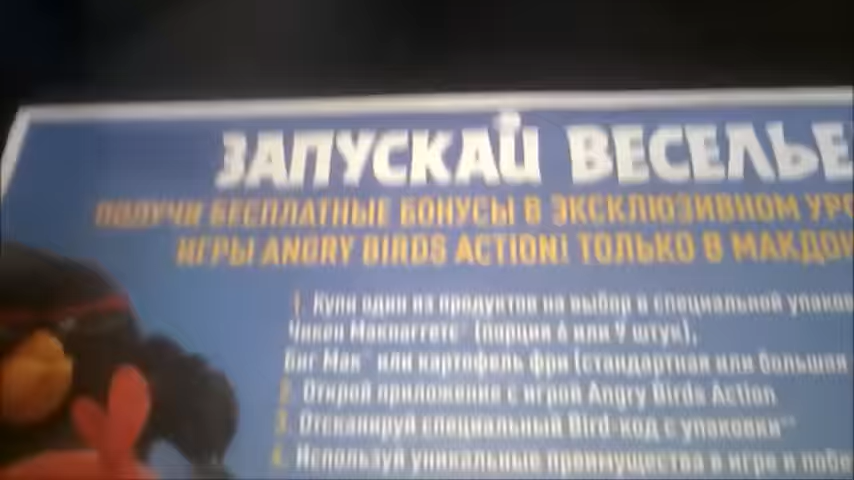 ЗАПУСКАЙ ВЕСЕЛЬЕ
ПОЛУЧИ БЕСПЛАТНЫЕ БОНУСЫ В ЭКСКЛЮЗИВНОМ
ИГРЫ ANGRY BIRDS ACTION! ТОЛЬКО В
1. Купи один из продуктов на выбор в специальной
Чикен Макнаггетс™ (порция 6 или 9 штук),
Биг Мак™ или картофель фри (стандартная или большая
2. Открой приложение с игрой Angry Birds Action
3. Отсканируй специальный Bird-код с упаковки**
4. Используй уникальные преимущества в игре и